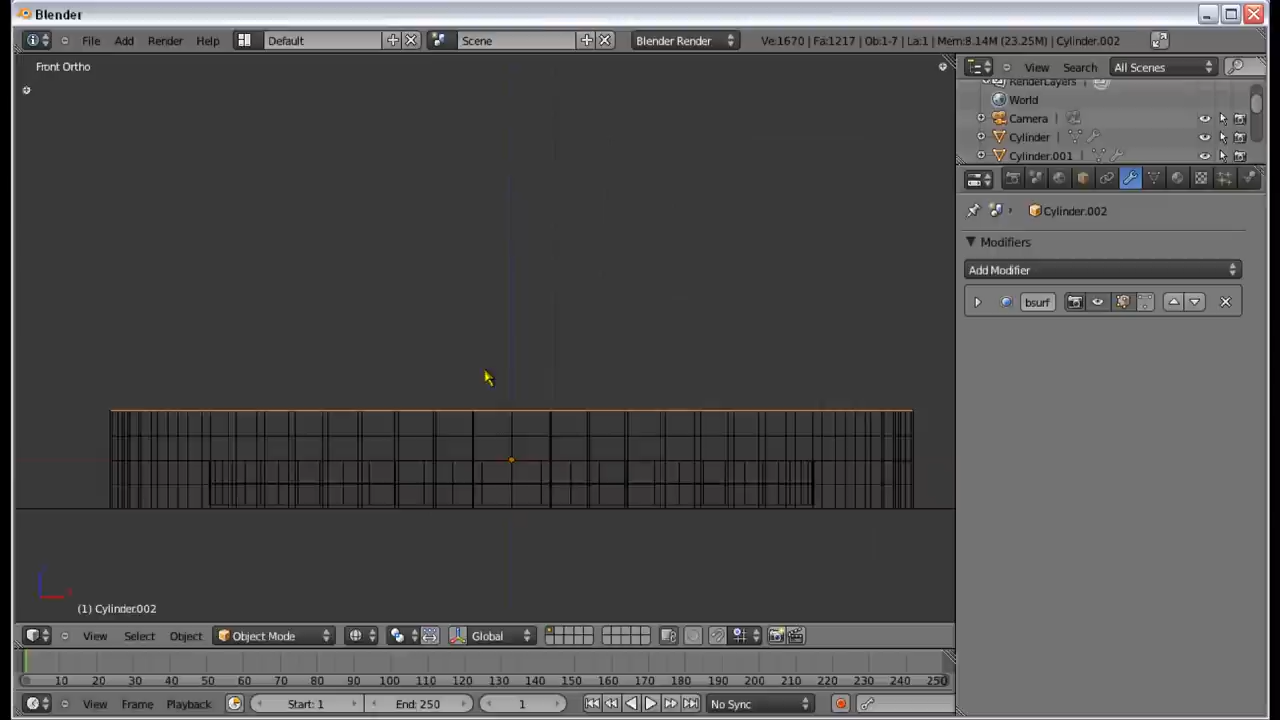 Blender
File Add Render Help Default Scene Blender Render Ve:1670 | Fa:1217 | Ob:1-7 | La:1 | Mem:8.14M (23.25M) | Cylinder.002
Front Ortho
View Search All Scenes
RenderLayers
World
Camera
Cylinder
Cylinder.001
Cylinder.002
Modifiers
Add Modifier
bsurf
(1) Cylinder.002
View Select Object Object Mode Global
10 20 30 40 50 60 70 80 90 100 110 120 130 140 150 160 170 180 190 200 210 220 230 240 250
View Frame Playback Start: 1 End: 250 1 No Sync